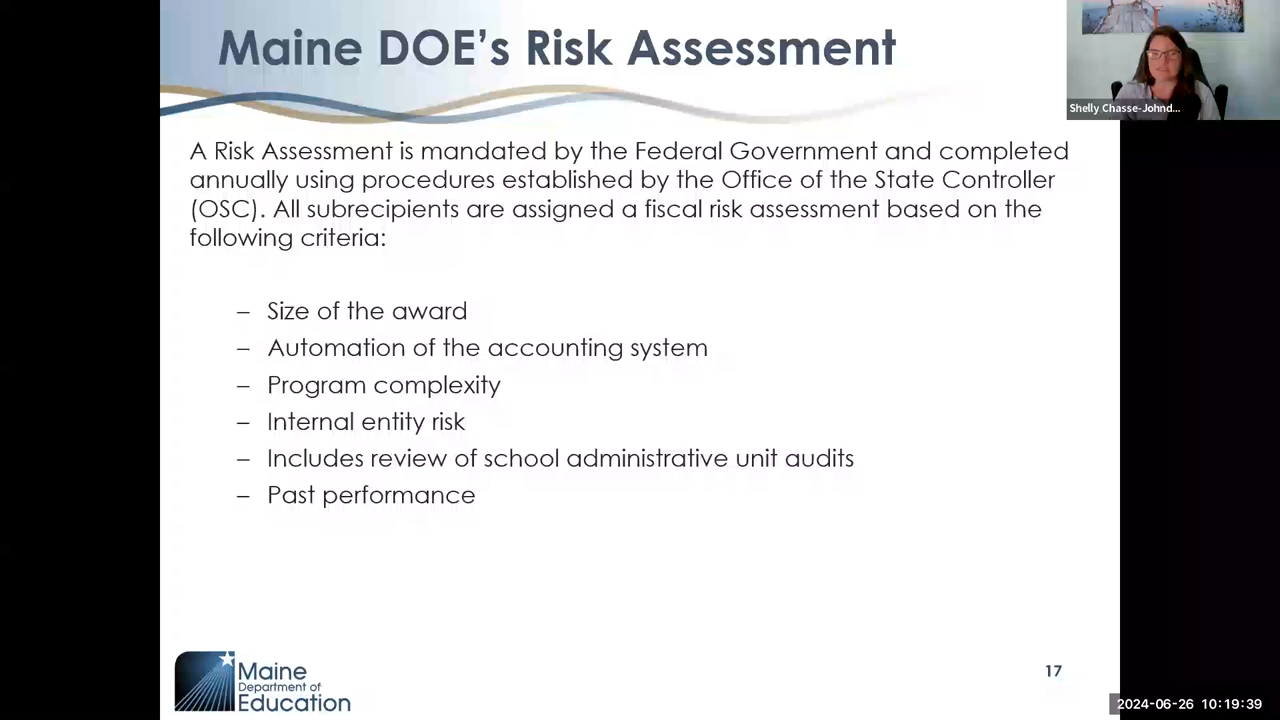 Maine DOE's Risk Assessment
Shelly Chasse-Johnd...
A Risk Assessment is mandated by the Federal Government and completed
annually using procedures established by the Office of the State Controller
(OSC). All subrecipients are assigned a fiscal risk assessment based on the
following criteria:
– Size of the award
– Automation of the accounting system
– Program complexity
– Internal entity risk
– Includes review of school administrative unit audits
– Past performance
Maine
Department of
Education
17
2024-06-26 10:19:39